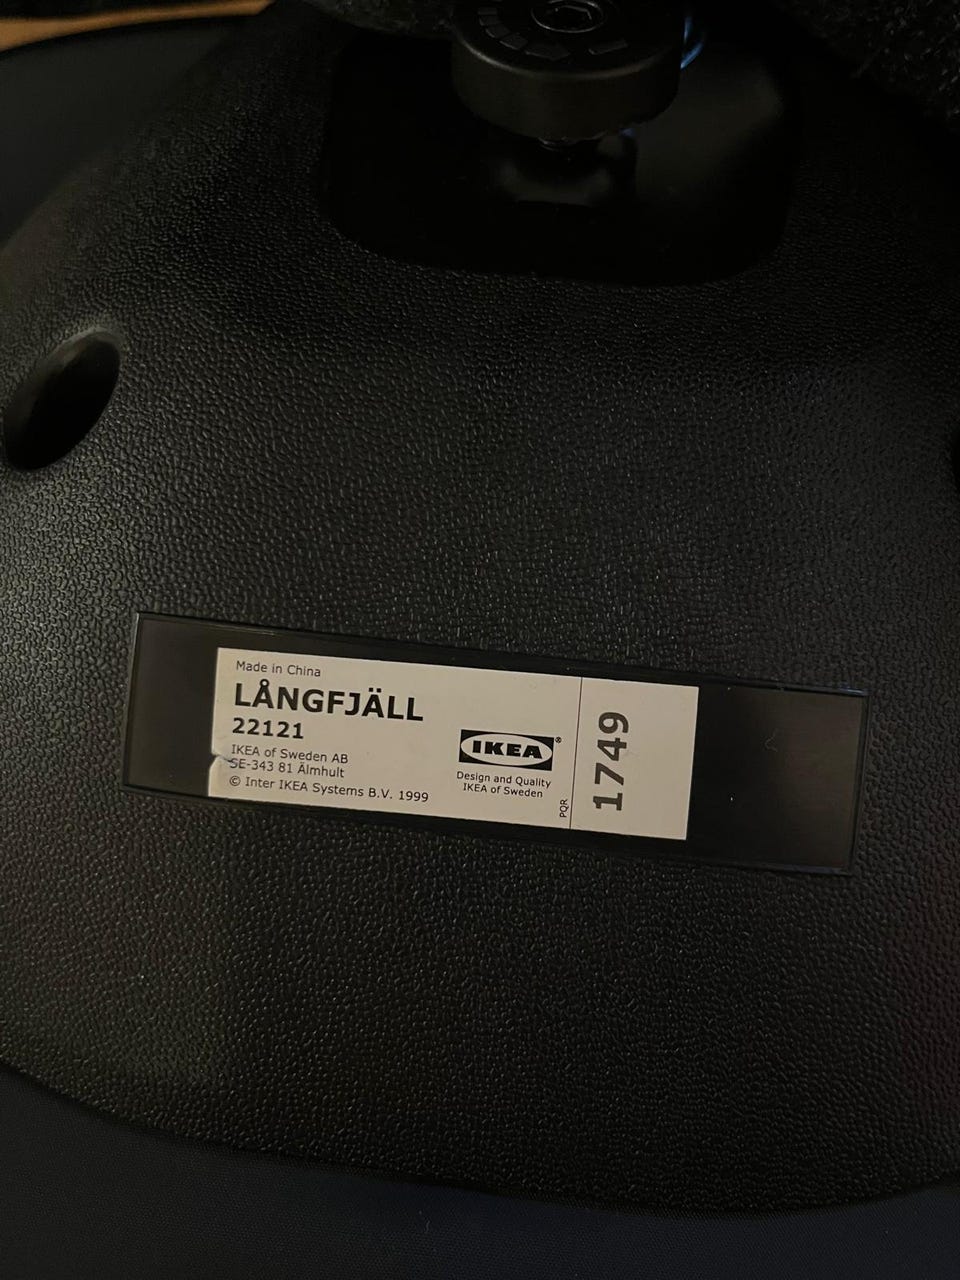 Made in China
LÅNGFJÄLL
22121
IKEA of Sweden AB
SE-343 81 Älmhult
© Inter IKEA Systems B.V. 1999
IKEA®
Design and Quality
IKEA of Sweden
PQR
1749